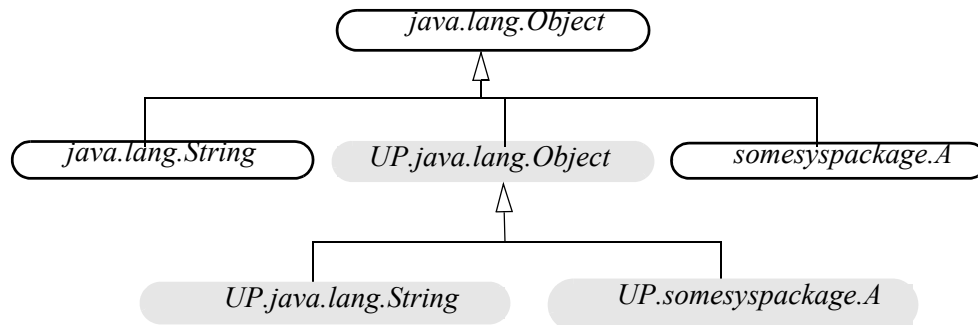 java.lang.Object
java.lang.String
UP.java.lang.Object
somesyspackage.A
UP.java.lang.String
UP.somesyspackage.A